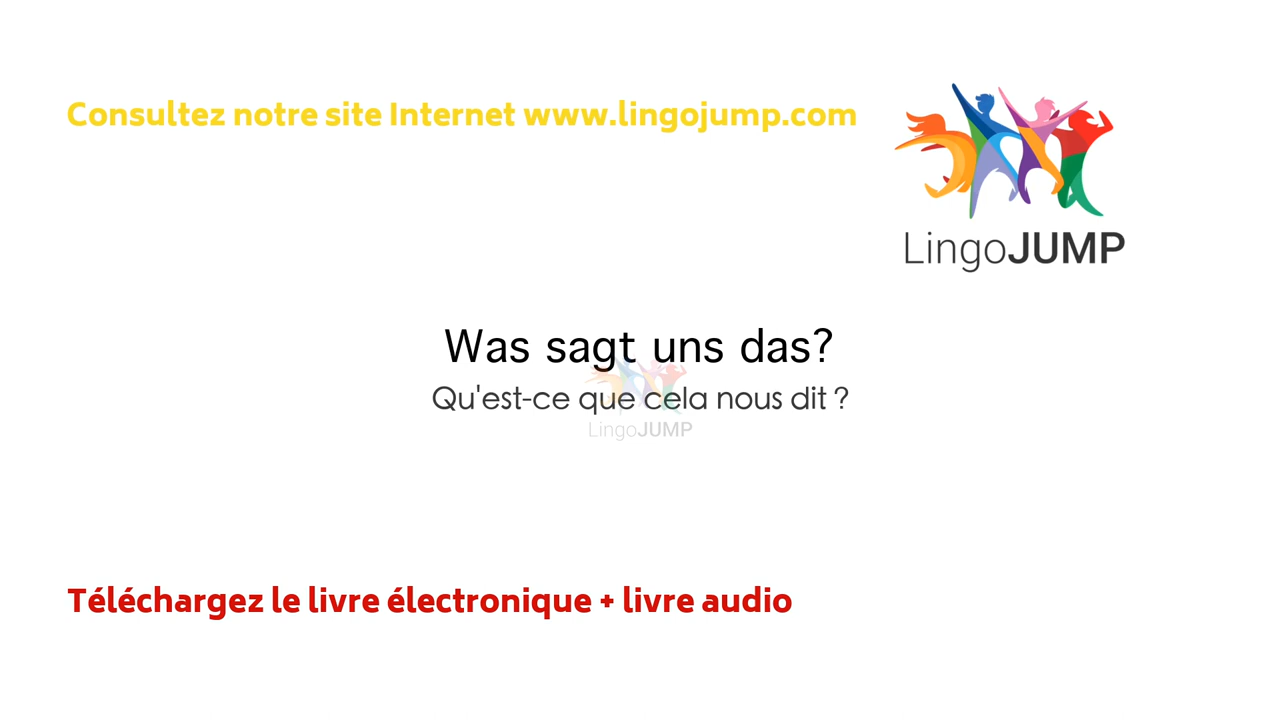 Consultez notre site Internet www.lingojump.com
LingoJUMP
Was sagt uns das?
Qu'est-ce que cela nous dit ?
LingoJUMP
Téléchargez le livre électronique + livre audio